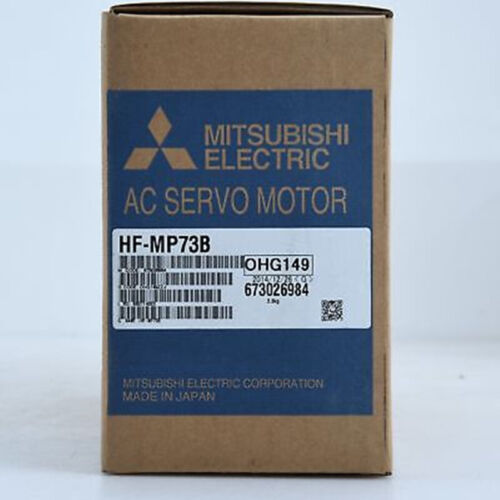 MITSUBISHI
ELECTRIC
AC SERVO MOTOR
HF-MP73B
OHG149
673026984
MITSUBISHI ELECTRIC CORPORATION
MADE IN JAPAN